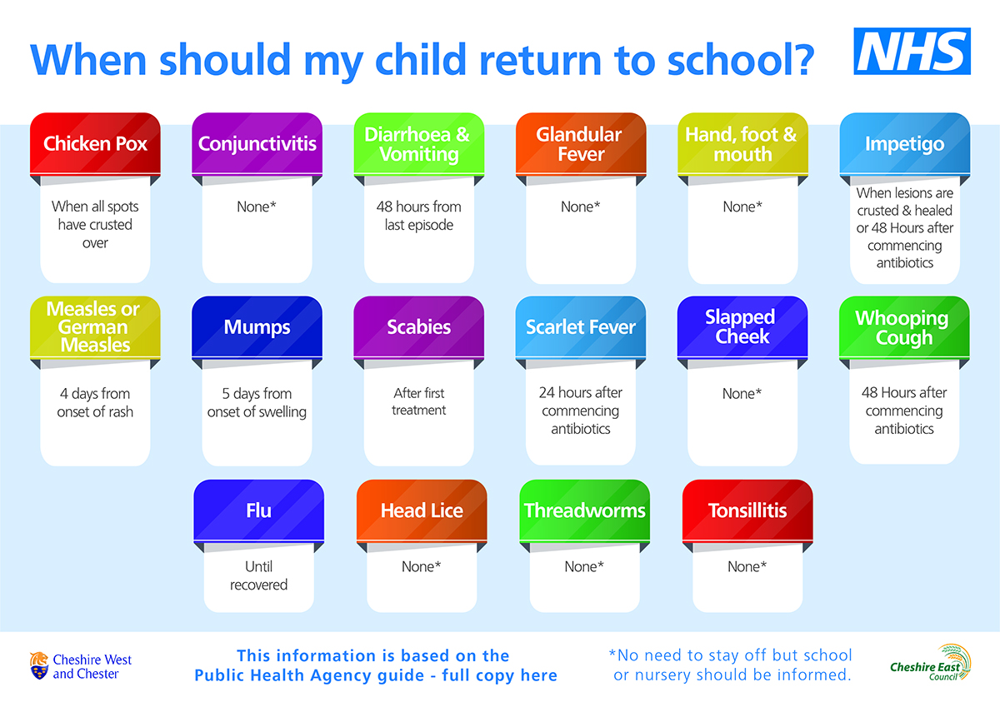 When should my child return to school?
NHS
Chicken Pox
When all spots
have crusted
over
Conjunctivitis
None*
Diarrhoea &
Vomiting
48 hours from
last episode
Glandular
Fever
None*
Hand, foot &
mouth
None*
Impetigo
When lesions are
crusted & healed
or 48 Hours after
commencing
antibiotics
Measles or
German
Measles
4 days from
onset of rash
Mumps
5 days from
onset of swelling
Scabies
After first
treatment
Scarlet Fever
24 hours after
commencing
antibiotics
Slapped
Cheek
None*
Whooping
Cough
48 Hours after
commencing
antibiotics
Flu
Until
recovered
Head Lice
None*
Threadworms
None*
Tonsillitis
None*
Cheshire West
and Chester
This information is based on the
Public Health Agency guide - full copy here
*No need to stay off but school
or nursery should be informed.
Cheshire East
Council